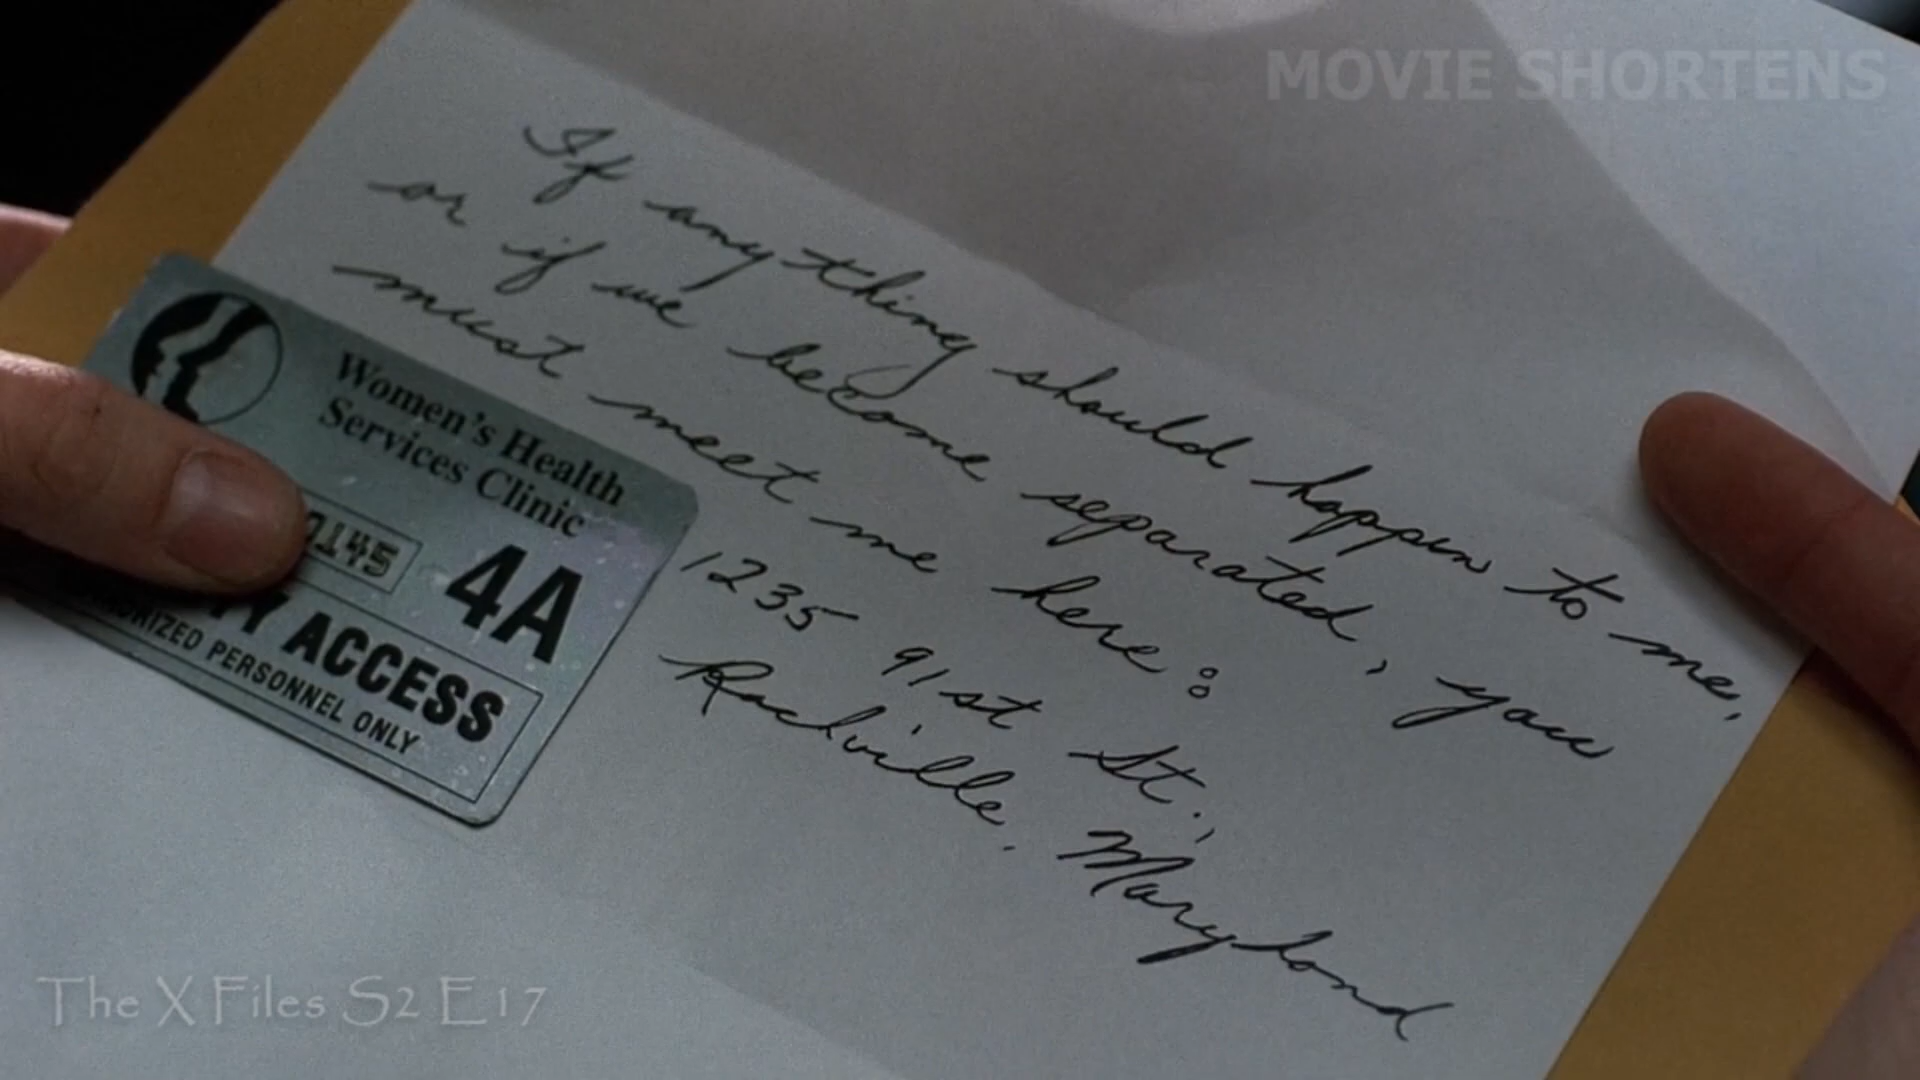 MOVIE SHORTENS
If anything should happen to me,
or if we become separated, you
must meet me here:
1235 91st St.,
Rockville, Maryland
Women's Health
Services Clinic
4A
ACCESS
PERSONNEL ONLY
The X Files S2 E17